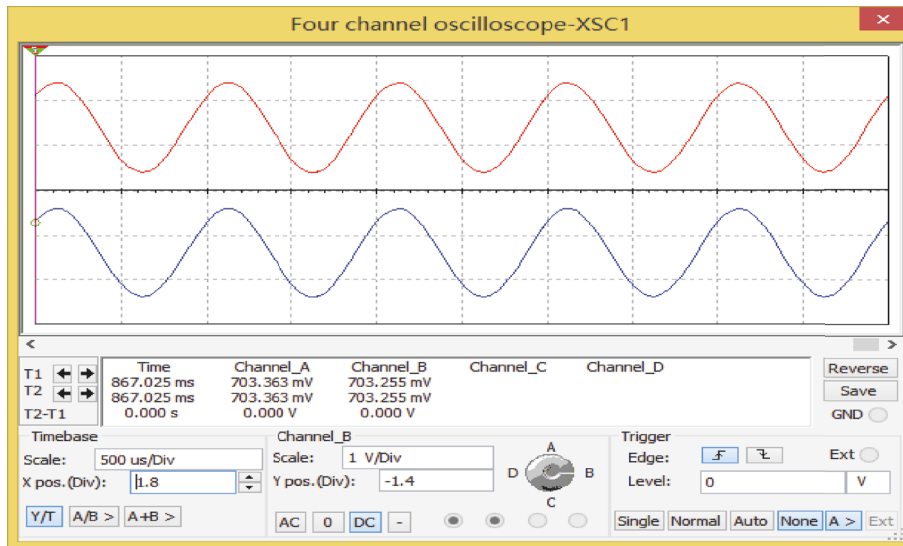 Four channel oscilloscope-XSC1
T1
T2
T2-T1
Time Channel_A Channel_B Channel_C Channel_D
867.025 ms 703.363 mV 703.255 mV
867.025 ms 703.363 mV 703.255 mV
0.000 s 0.000 V 0.000 V
Reverse
Save
GND
Timebase
Scale: 500 us/Div
X pos.(Div): 1.8
Y/T A/B > A+B >
Channel_B
Scale: 1 V/Div
Y pos.(Div): -1.4
AC 0 DC -
A
D B
C
Trigger
Edge: Ext
Level: 0 V
Single Normal Auto None A > Ext